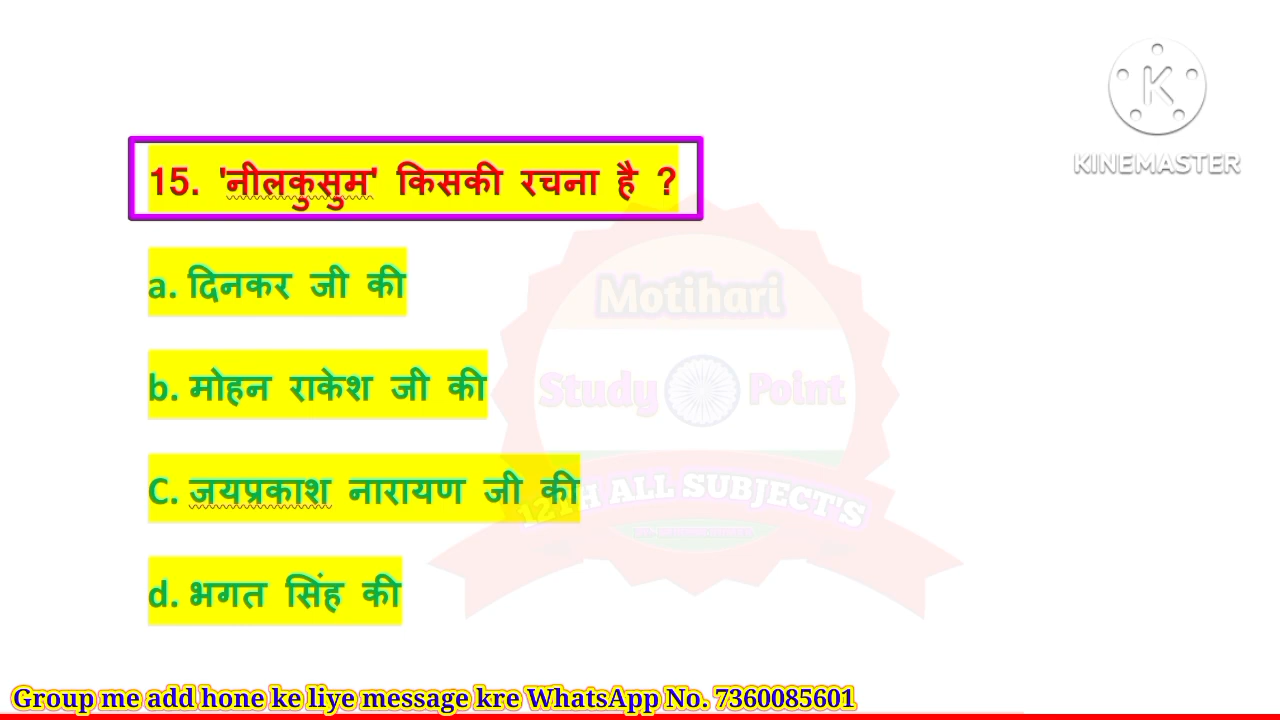 K
KINEMASTER
15. 'नीलकुसुम' किसकी रचना है ?
a. दिनकर जी की
Motihari
b. मोहन राकेश जी की
Study Point
C. जयप्रकाश नारायण जी की
12TH ALL SUBJECT'S
d. भगत सिंह की
Group me add hone ke liye message kre WhatsApp No. 7360085601